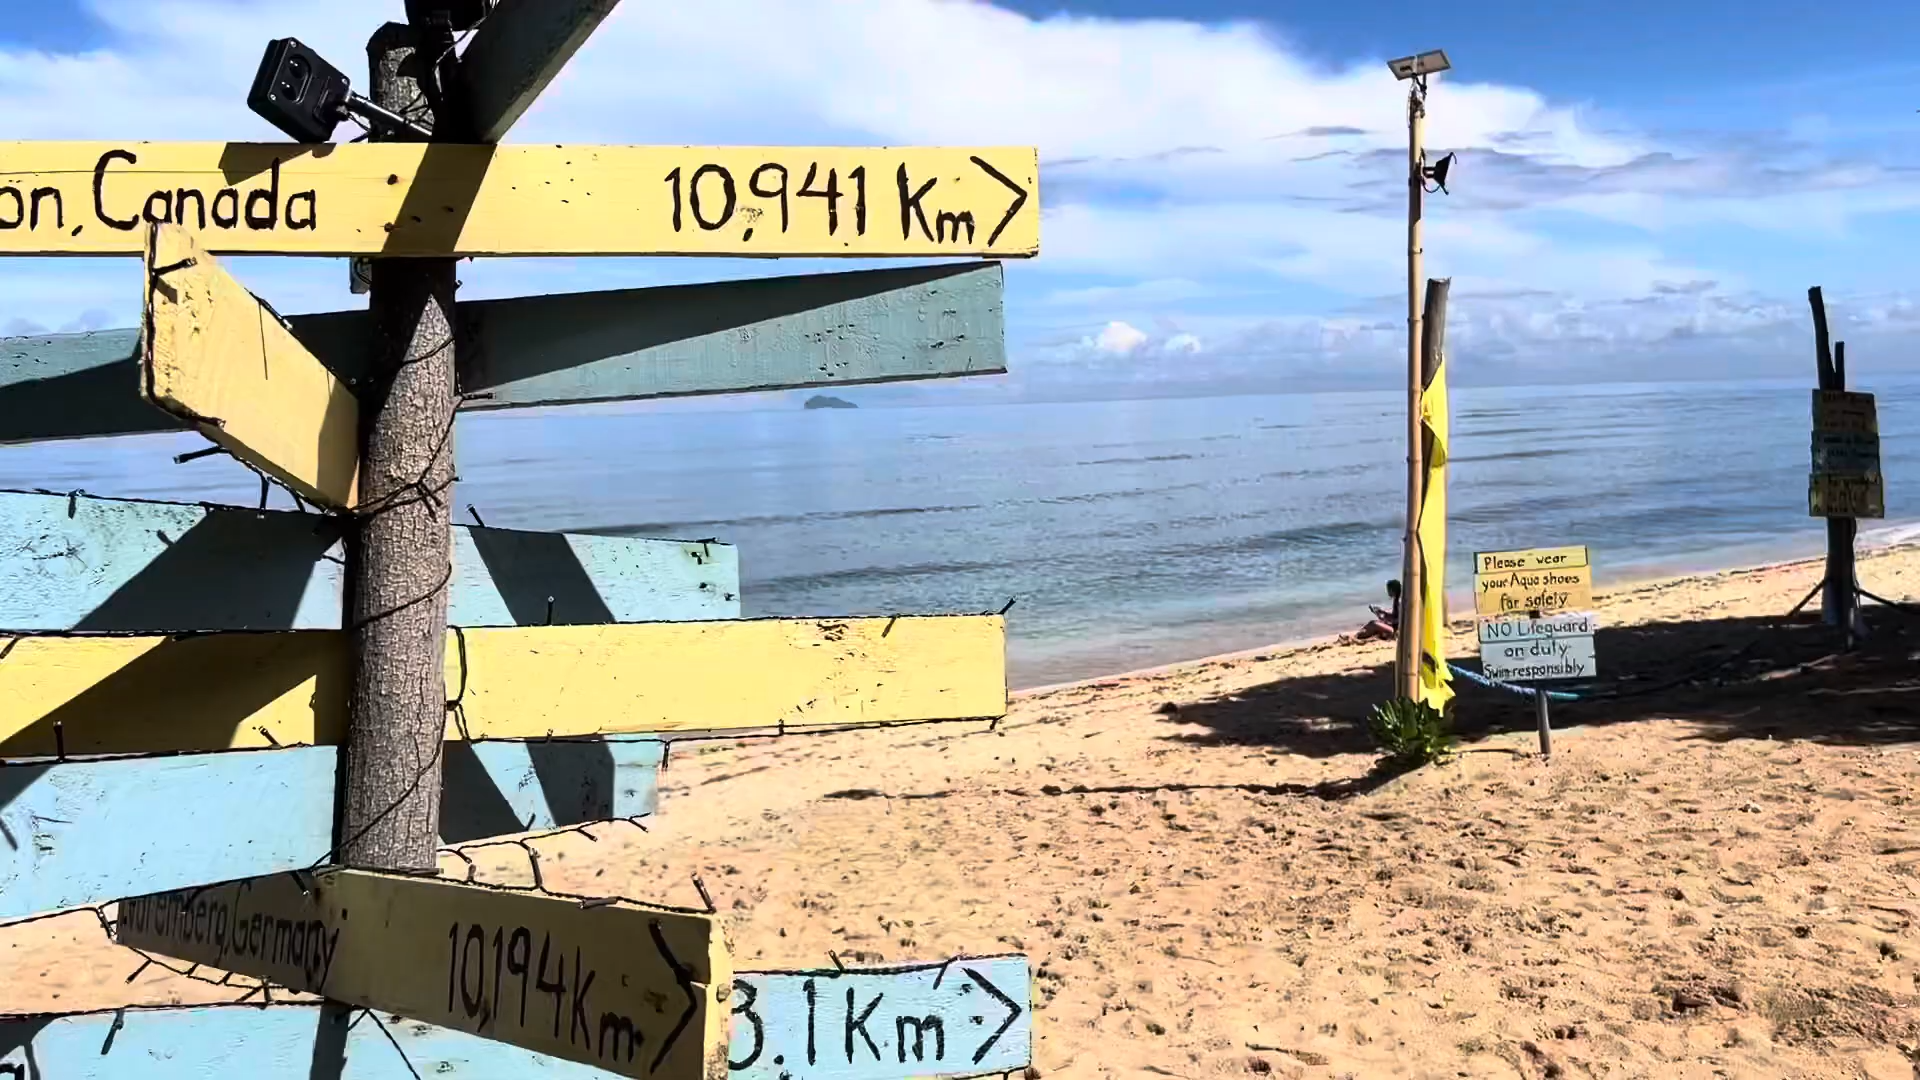 on, Canada 10,941 Km >
Please wear
your Aqua shoes
for safety
NO Lifeguard
on duty
Swim responsibly
Nuremberg, Germany 10,194 Km >
3.1 Km >